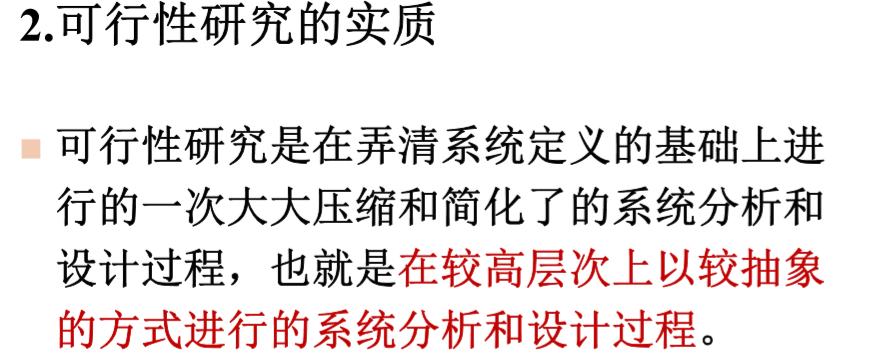 2.可行性研究的实质
可行性研究是在弄清系统定义的基础上进
行的一次大大压缩和简化了的系统分析和
设计过程，也就是在较高层次上以较抽象
的方式进行的系统分析和设计过程。